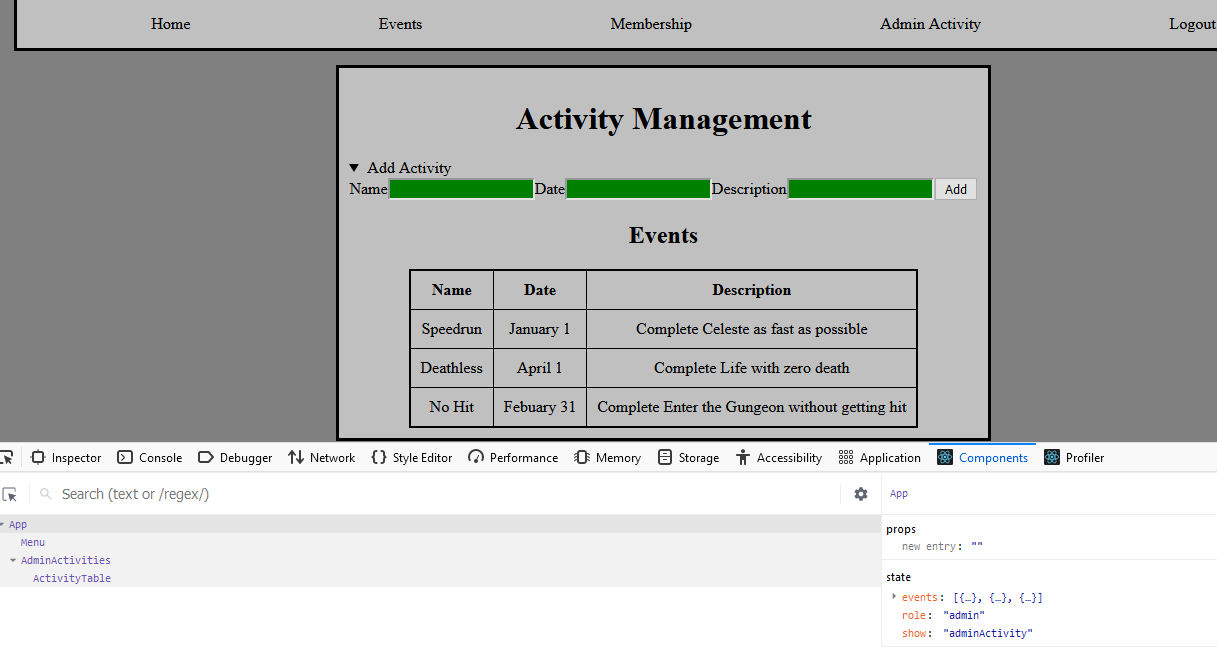 Home Events Membership Admin Activity Logout
Activity Management
▼ Add Activity
Name Date Description Add
Events
Name Date Description
Speedrun January 1 Complete Celeste as fast as possible
Deathless April 1 Complete Life with zero death
No Hit Febuary 31 Complete Enter the Gungeon without getting hit
Inspector Console Debugger Network {} Style Editor Performance Memory Storage Accessibility Application Components Profiler
Search (text or /regex/) App
App
Menu
AdminActivities
ActivityTable
props
new entry: ""
state
events: [{…}, {…}, {…}]
role: "admin"
show: "adminActivity"